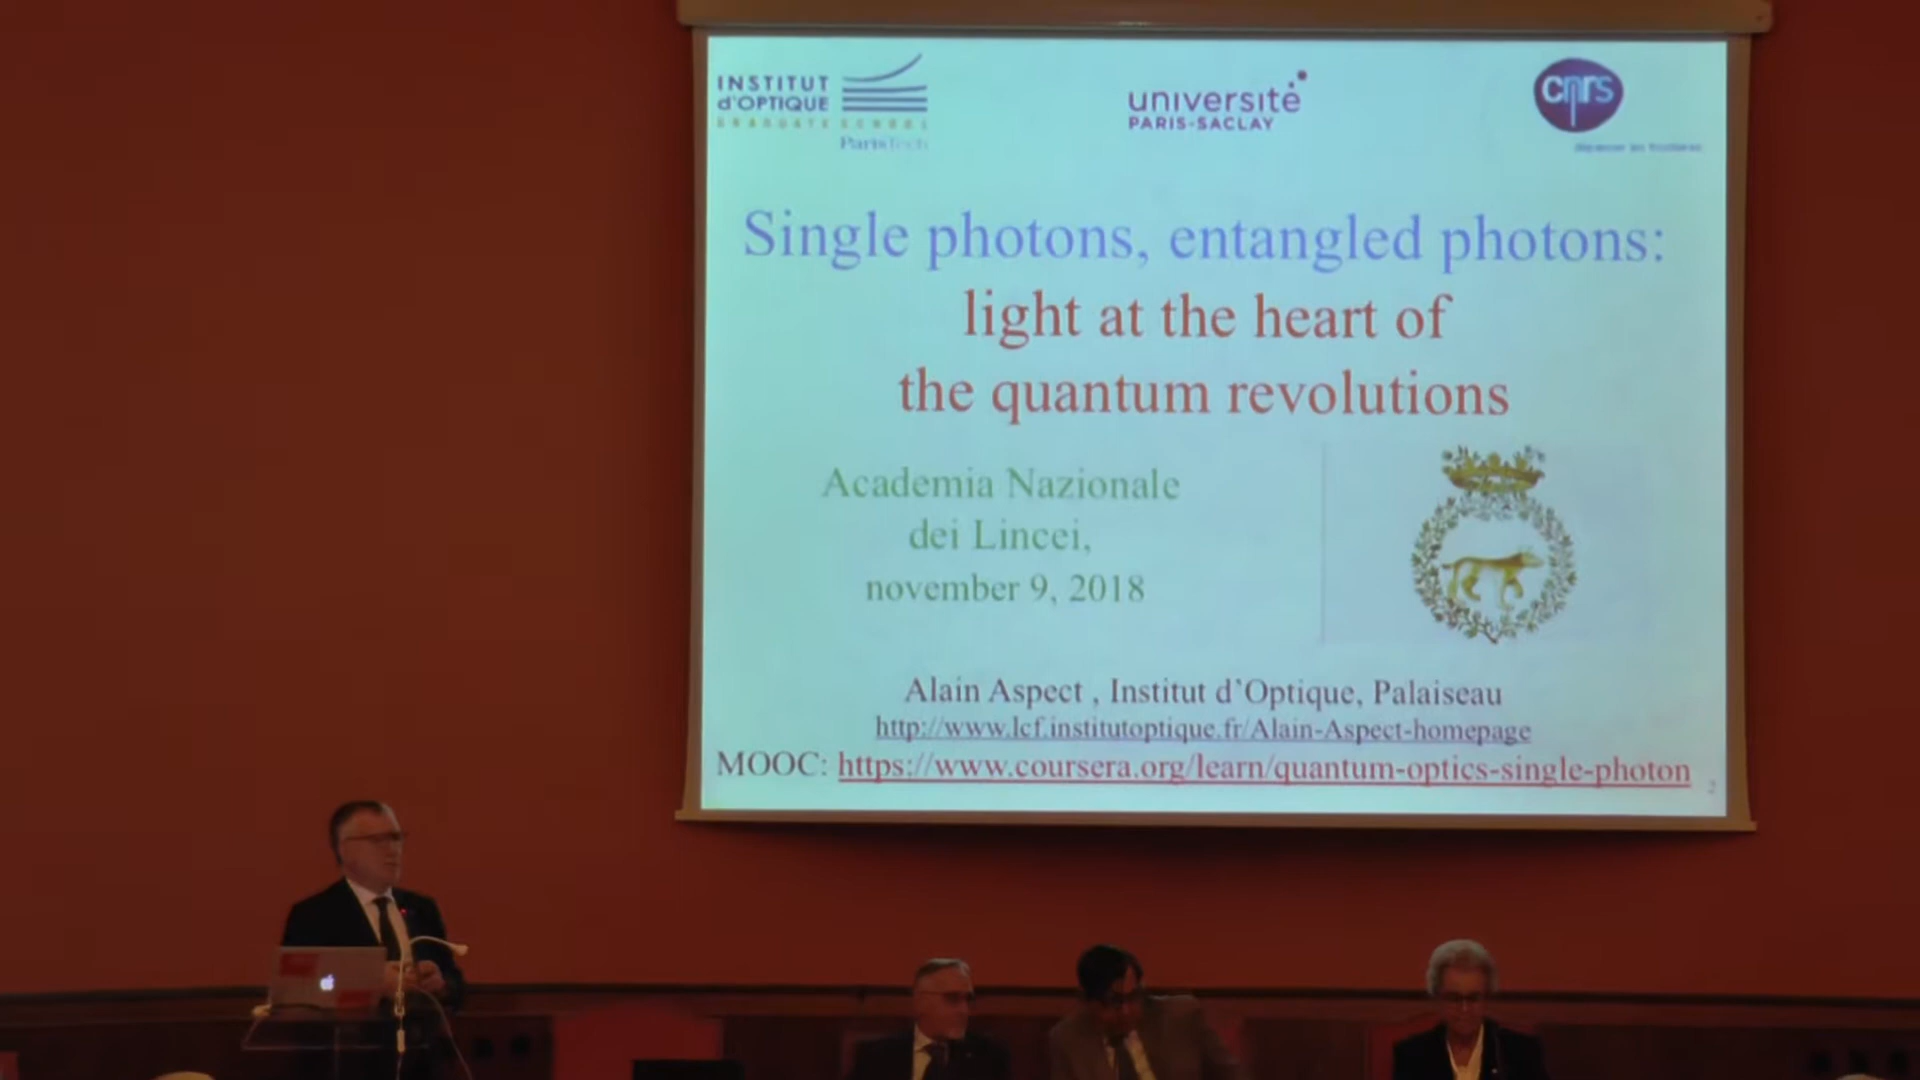 INSTITUT
d'OPTIQUE
GRADUATE SCHOOL
ParisTech
université
PARIS-SACLAY
cnrs
Single photons, entangled photons:
light at the heart of
the quantum revolutions
Academia Nazionale
dei Lincei,
november 9, 2018
Alain Aspect , Institut d'Optique, Palaiseau
http://www.lcf.institutoptique.fr/Alain-Aspect-homepage
MOOC: https://www.coursera.org/learn/quantum-optics-single-photon
2